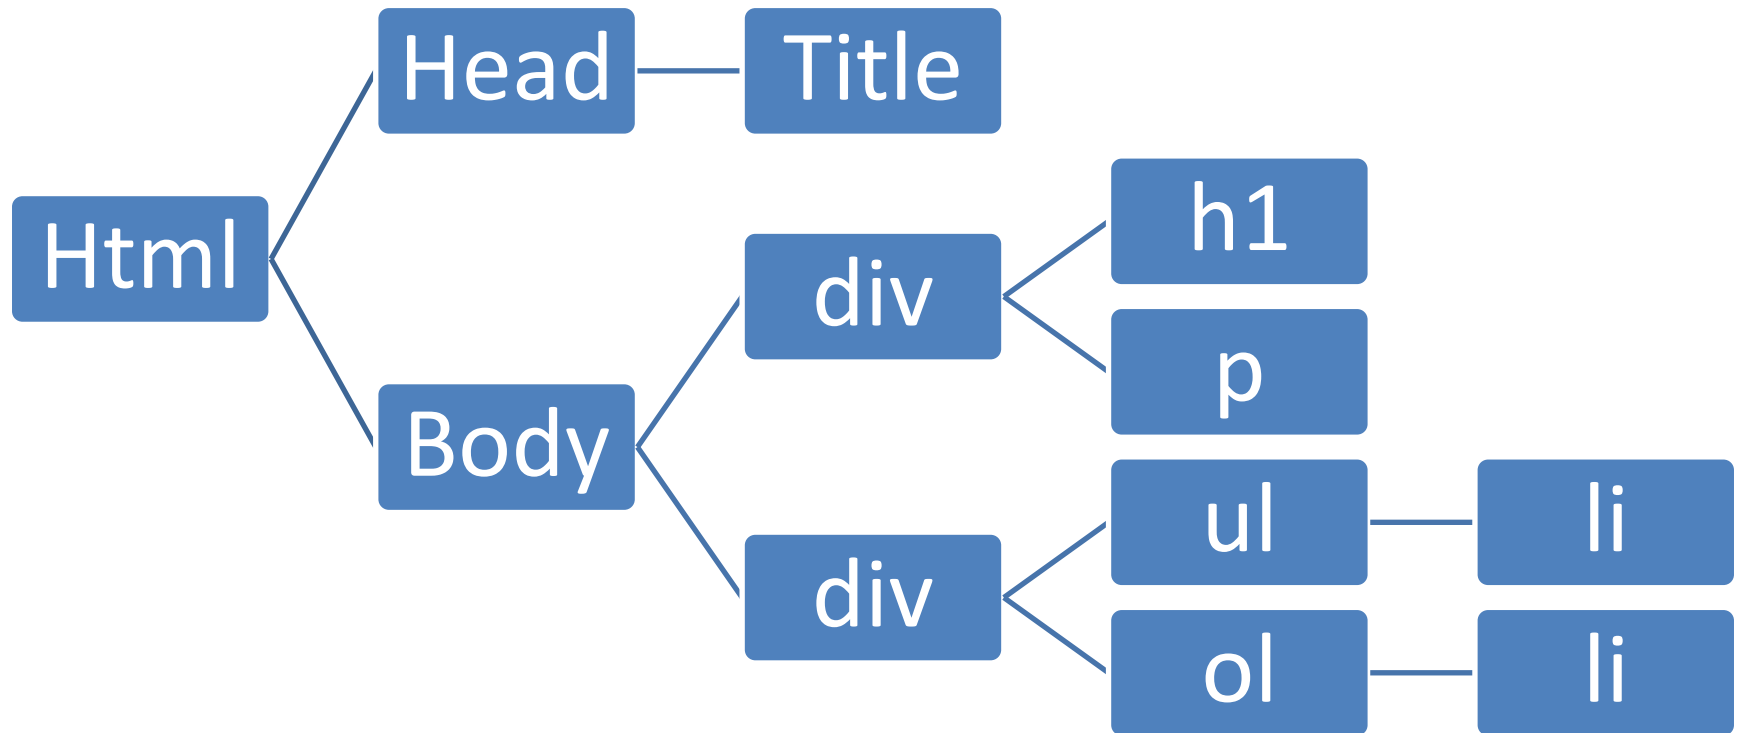 Html
Head
Title
Body
div
h1
p
div
ul
li
ol
li